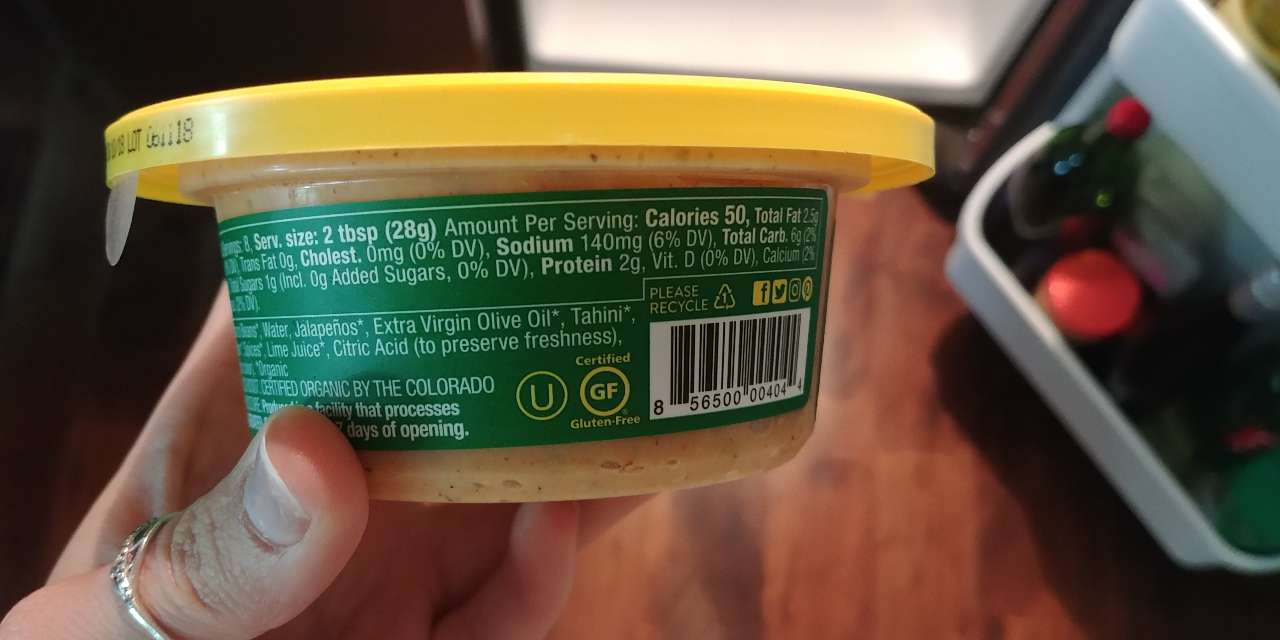 LOT 061118
8, Serv. size: 2 tbsp (28g) Amount Per Serving: Calories 50, Total Fat 2.5g
Trans Fat 0g, Cholest. 0mg (0% DV), Sodium 140mg (6% DV), Total Carb. 6g (2%
Sugars 1g (Incl. 0g Added Sugars, 0% DV), Protein 2g, Vit. D (0% DV), Calcium (2%
DV).
PLEASE
RECYCLE 1
Beans*, Water, Jalapeños*, Extra Virgin Olive Oil*, Tahini*,
Spices*, Lime Juice*, Citric Acid (to preserve freshness),
*Organic
CERTIFIED ORGANIC BY THE COLORADO
facility that processes
7 days of opening.
U
Certified
GF
Gluten-Free
8 56500 00404 4